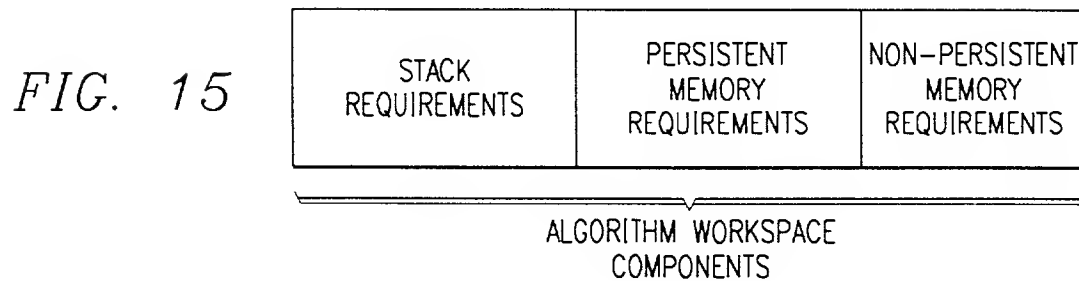 FIG. 15
STACK
REQUIREMENTS
PERSISTENT
MEMORY
REQUIREMENTS
NON-PERSISTENT
MEMORY
REQUIREMENTS
ALGORITHM WORKSPACE
COMPONENTS